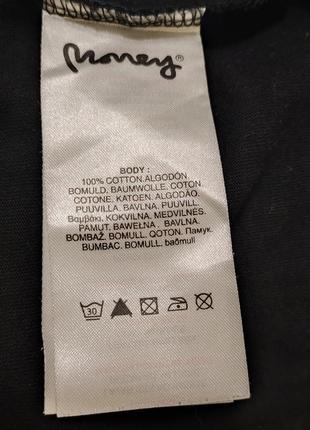 Money®
BODY :
100% COTTON.ALGODÓN.
BOMULD. BAUMWOLLE. COTON
COTONE. KATOEN. ALGODÃO.
PUUVILLA. BAVLNA. PUUVILL.
Βαμβάκι. KOKVILNA. MEDVILNĖS.
PAMUT. BAWEŁNA . BAVLNA.
BOMBAŽ. BOMULL. QOTON. Памук.
BUMBAC. BOMULL. baðmull
30